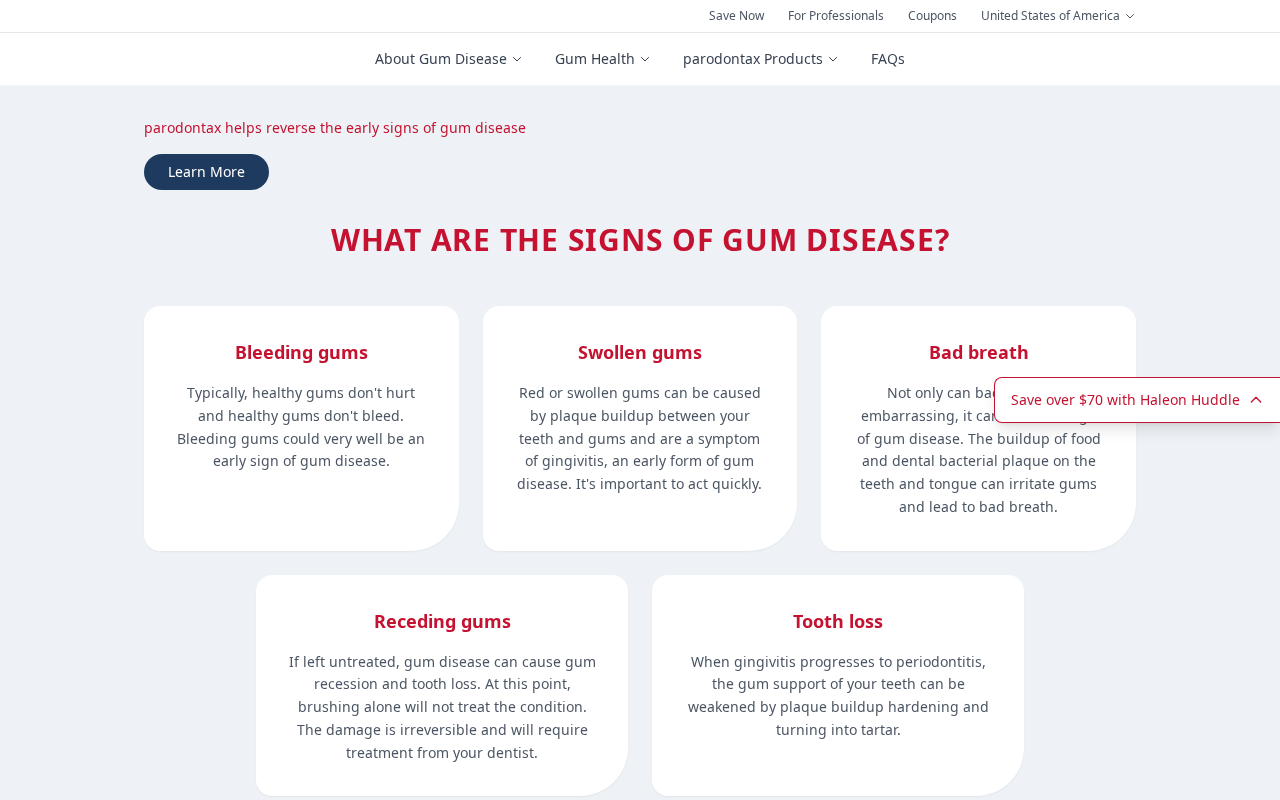 Save Now
For Professionals
Coupons
United States of America
About Gum Disease
Gum Health
parodontax Products
FAQs
parodontax helps reverse the early signs of gum disease
Learn More
WHAT ARE THE SIGNS OF GUM DISEASE?
Bleeding gums
Typically, healthy gums don't hurt
and healthy gums don't bleed.
Bleeding gums could very well be an
early sign of gum disease.
Swollen gums
Red or swollen gums can be caused
by plaque buildup between your
teeth and gums and are a symptom
of gingivitis, an early form of gum
disease. It's important to act quickly.
Bad breath
Not only can
embarrassing, it
of gum disease. The buildup of food
and dental bacterial plaque on the
teeth and tongue can irritate gums
and lead to bad breath.
Save over $70 with Haleon Huddle
Receding gums
If left untreated, gum disease can cause gum
recession and tooth loss. At this point,
brushing alone will not treat the condition.
The damage is irreversible and will require
treatment from your dentist.
Tooth loss
When gingivitis progresses to periodontitis,
the gum support of your teeth can be
weakened by plaque buildup hardening and
turning into tartar.